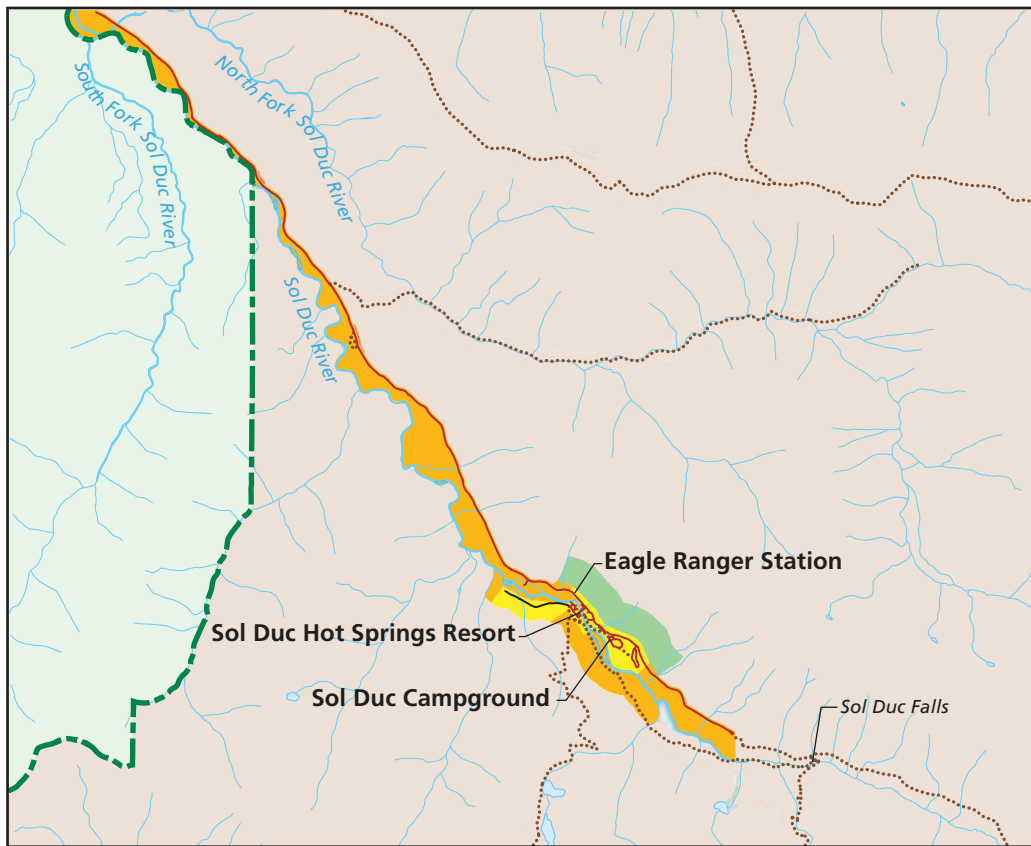 South Fork Sol Duc River
North Fork Sol Duc River
Sol Duc River
Eagle Ranger Station
Sol Duc Hot Springs Resort
Sol Duc Campground
Sol Duc Falls